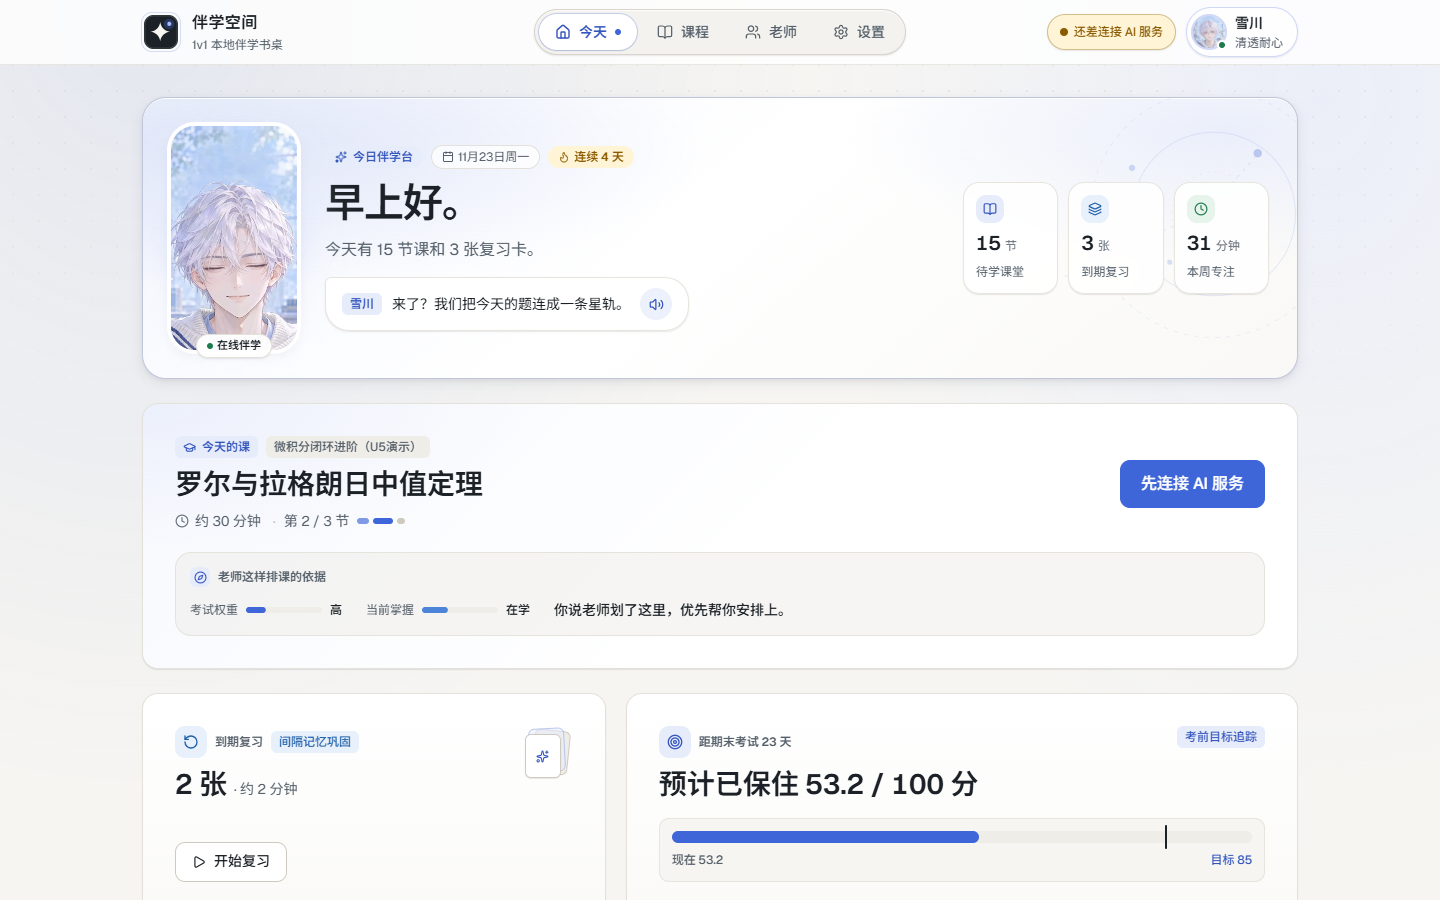 伴学空间
1v1 本地伴学书桌
今天
课程
老师
设置
还差连接 AI 服务
雪川
清透耐心
今日伴学台
11月23日周一
连续 4 天
早上好。
今天有 15 节课和 3 张复习卡。
雪川
来了？我们把今天的题连成一条星轨。
在线伴学
15 节
待学课堂
3 张
到期复习
31 分钟
本周专注
今天的课
微积分闭环进阶（U5演示）
罗尔与拉格朗日中值定理
约 30 分钟 · 第 2 / 3 节
先连接 AI 服务
老师这样排课的依据
考试权重 高 当前掌握 在学 你说老师划了这里，优先帮你安排上。
到期复习
间隔记忆巩固
2 张 · 约 2 分钟
开始复习
距期末考试 23 天
考前目标追踪
预计已保住 53.2 / 100 分
现在 53.2
目标 85